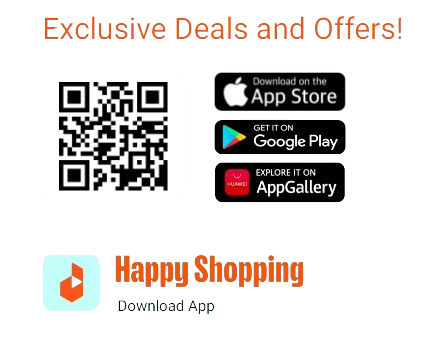 Exclusive Deals and Offers!
Download on the
App Store
GET IT ON
Google Play
HUAWEI
EXPLORE IT ON
AppGallery
Happy Shopping
Download App